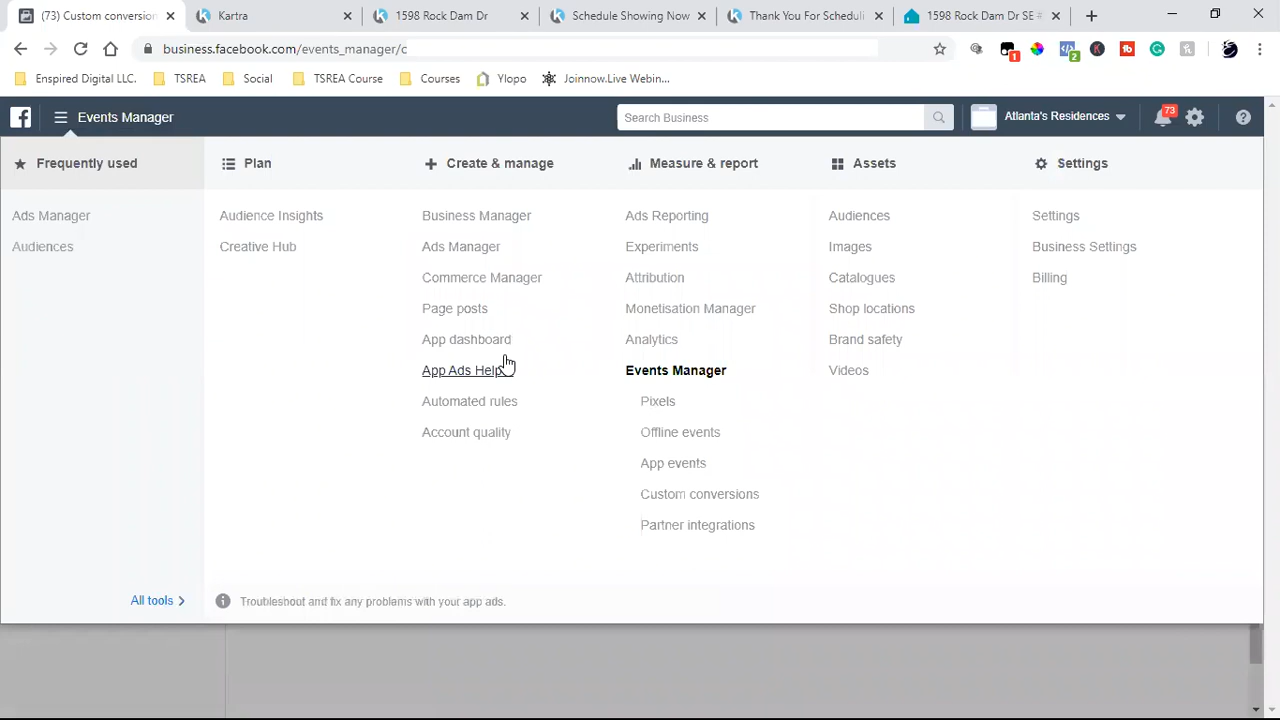 (73) Custom conversion
Kartra
1598 Rock Dam Dr
Schedule Showing Now
Thank You For Scheduli
1598 Rock Dam Dr SE #
business.facebook.com/events_manager/c
1
2
Enspired Digital LLC.
TSREA
Social
TSREA Course
Courses
Ylopo
Joinnow.Live Webin...
Events Manager
Search Business
Atlanta's Residences
73
Frequently used
Plan
Create & manage
Measure & report
Assets
Settings
Ads Manager
Audience Insights
Business Manager
Ads Reporting
Audiences
Settings
Audiences
Creative Hub
Ads Manager
Experiments
Images
Business Settings
Commerce Manager
Attribution
Catalogues
Billing
Page posts
Monetisation Manager
Shop locations
App dashboard
Analytics
Brand safety
App Ads Help
Events Manager
Videos
Automated rules
Pixels
Account quality
Offline events
App events
Custom conversions
Partner integrations
All tools
Troubleshoot and fix any problems with your app ads.